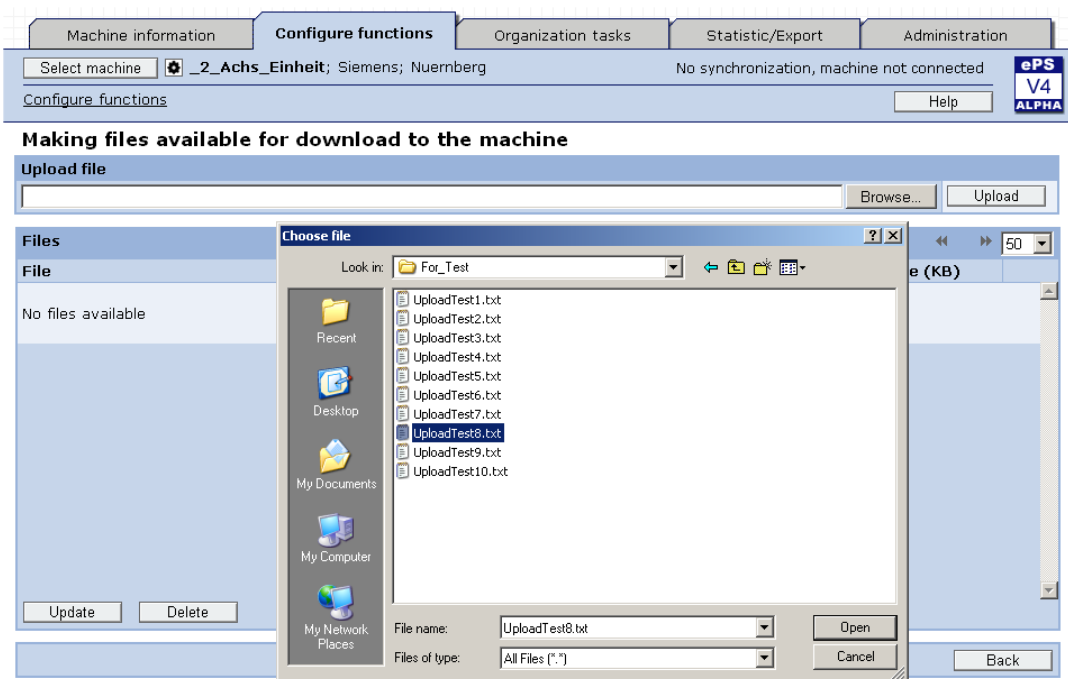 Machine information Configure functions Organization tasks Statistic/Export Administration
Select machine _2_Achs_Einheit; Siemens; Nuernberg No synchronization, machine not connected ePS
V4
Configure functions Help ALPHA
Making files available for download to the machine
Upload file
Browse... Upload
Files Choose file 50
File Look in: For_Test e (KB)
No files available
UploadTest1.txt
UploadTest2.txt
Recent UploadTest3.txt
UploadTest4.txt
UploadTest5.txt
UploadTest6.txt
Desktop UploadTest7.txt
UploadTest8.txt
UploadTest9.txt
UploadTest10.txt
My Documents
My Computer
Update Delete
My Network Places File name: UploadTest8.txt Open
Files of type: All Files (*.*) Cancel
Back